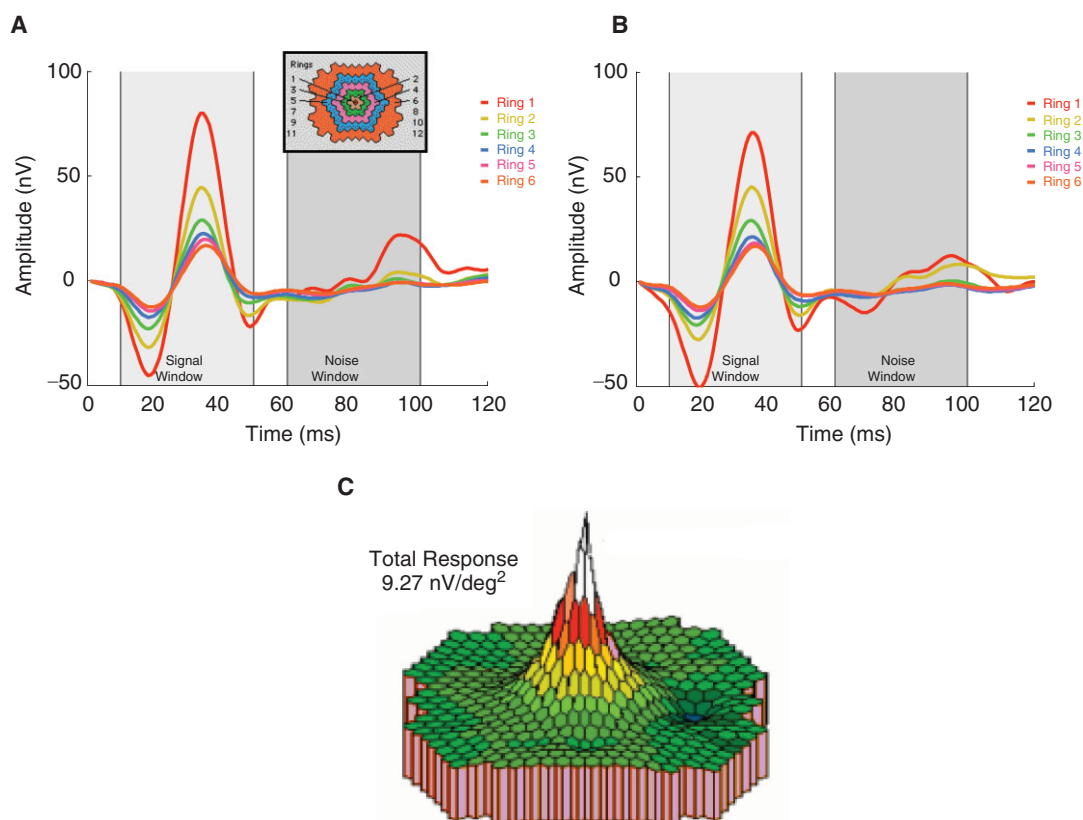 A
100
50
0
−50
Amplitude (nV)
0
20
40
60
80
100
120
Time (ms)
Signal
Window
Noise
Window
Rings
1
3
5
7
9
11
2
4
6
8
10
12
Ring 1
Ring 2
Ring 3
Ring 4
Ring 5
Ring 6
B
100
50
0
−50
Amplitude (nV)
0
20
40
60
80
100
120
Time (ms)
Signal
Window
Noise
Window
Ring 1
Ring 2
Ring 3
Ring 4
Ring 5
Ring 6
C
Total Response
9.27 nV/deg²